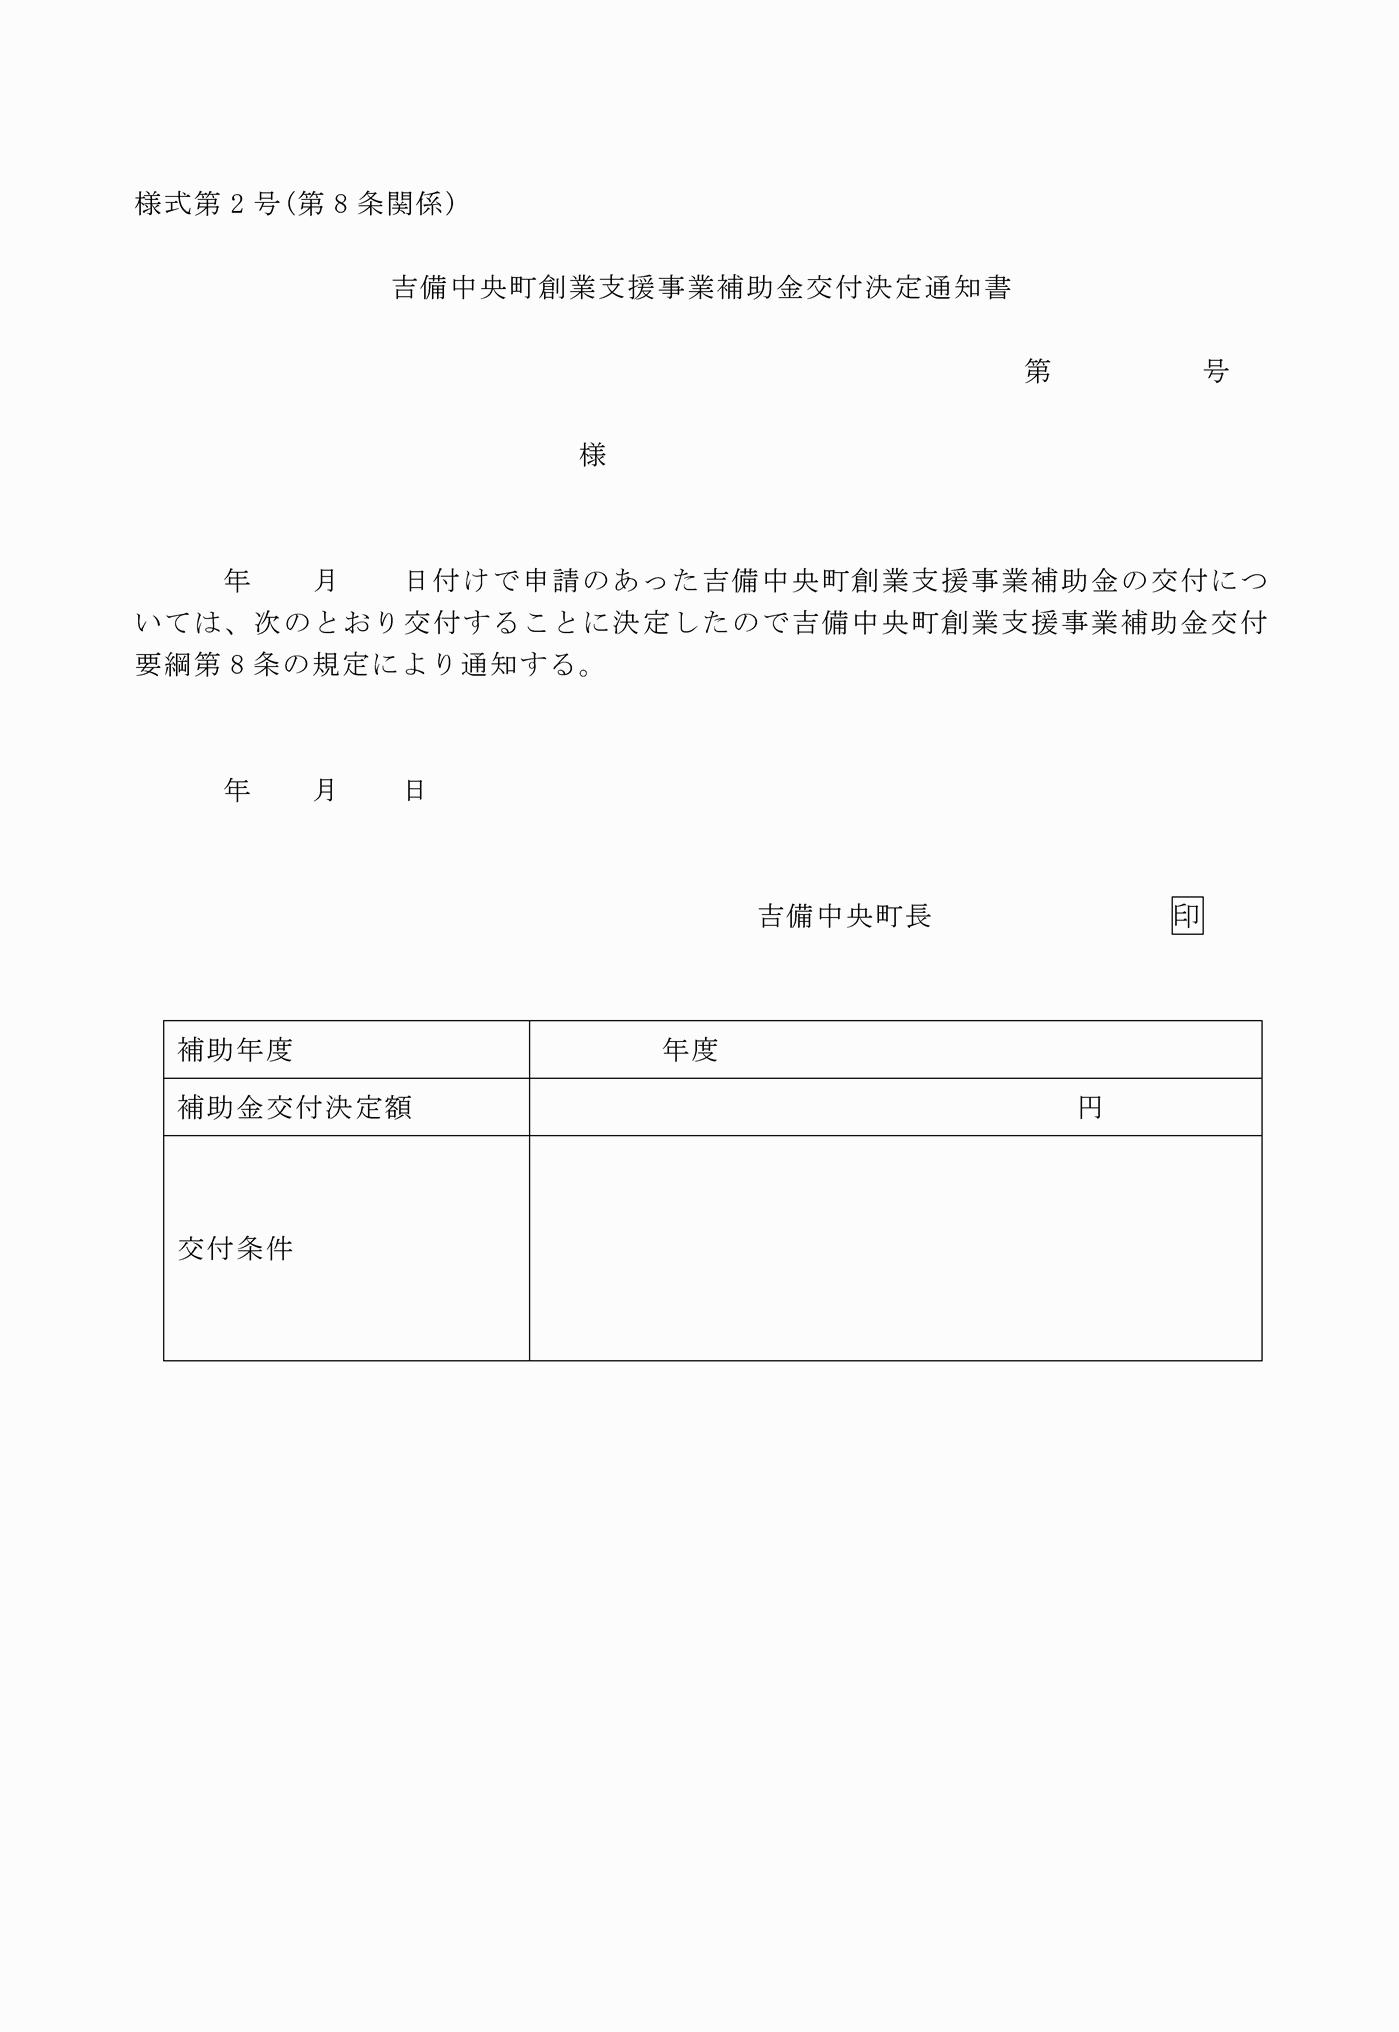 様式第2号(第8条関係)
吉備中央町創業支援事業補助金交付決定通知書
第　　　　　号
様
年　　月　　日付けで申請のあった吉備中央町創業支援事業補助金の交付につ
いては、次のとおり交付することに決定したので吉備中央町創業支援事業補助金交付
要綱第8条の規定により通知する。
年　　月　　日
吉備中央町長　　　　　　　　印
補助年度　　　　年度
補助金交付決定額　　　　円
交付条件